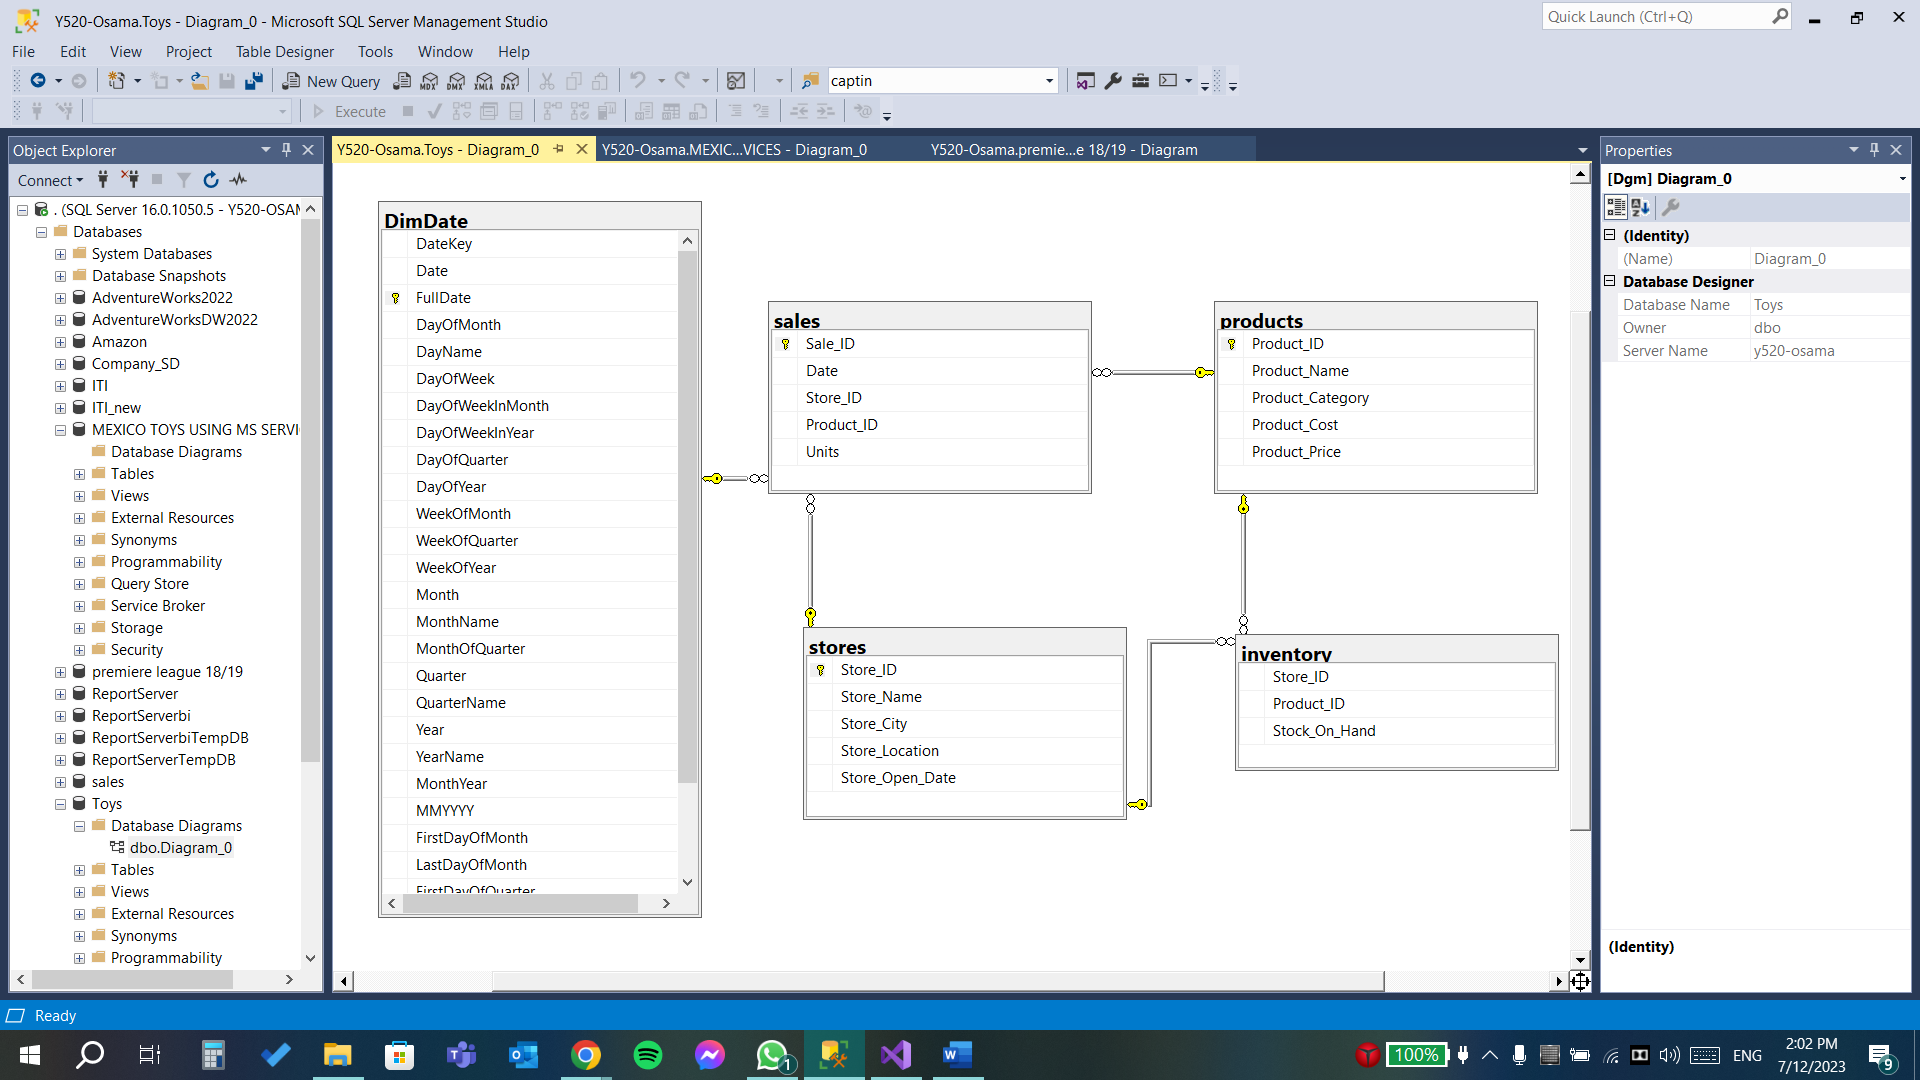 Y520-Osama.Toys - Diagram_0 - Microsoft SQL Server Management Studio
Quick Launch (Ctrl+Q)
File Edit View Project Table Designer Tools Window Help
New Query MDX DMX XMLA DAX captin
Execute
Object Explorer
Connect
. (SQL Server 16.0.1050.5 - Y520-OSAM
Databases
System Databases
Database Snapshots
AdventureWorks2022
AdventureWorksDW2022
Amazon
Company_SD
ITI
ITI_new
MEXICO TOYS USING MS SERVI
Database Diagrams
Tables
Views
External Resources
Synonyms
Programmability
Query Store
Service Broker
Storage
Security
premiere league 18/19
ReportServer
ReportServerbi
ReportServerbiTempDB
ReportServerTempDB
sales
Toys
Database Diagrams
dbo.Diagram_0
Tables
Views
External Resources
Synonyms
Programmability
Y520-Osama.Toys - Diagram_0
Y520-Osama.MEXIC...VICES - Diagram_0
Y520-Osama.premie...e 18/19 - Diagram
DimDate
DateKey
Date
FullDate
DayOfMonth
DayName
DayOfWeek
DayOfWeekInMonth
DayOfWeekInYear
DayOfQuarter
DayOfYear
WeekOfMonth
WeekOfQuarter
WeekOfYear
Month
MonthName
MonthOfQuarter
Quarter
QuarterName
Year
YearName
MonthYear
MMYYYY
FirstDayOfMonth
LastDayOfMonth
FirstDayOfQuarter
sales
Sale_ID
Date
Store_ID
Product_ID
Units
products
Product_ID
Product_Name
Product_Category
Product_Cost
Product_Price
stores
Store_ID
Store_Name
Store_City
Store_Location
Store_Open_Date
inventory
Store_ID
Product_ID
Stock_On_Hand
Properties
[Dgm] Diagram_0
(Identity)
(Name) Diagram_0
Database Designer
Database Name Toys
Owner dbo
Server Name y520-osama
(Identity)
Ready
1
100%
ENG
2:02 PM
7/12/2023
9